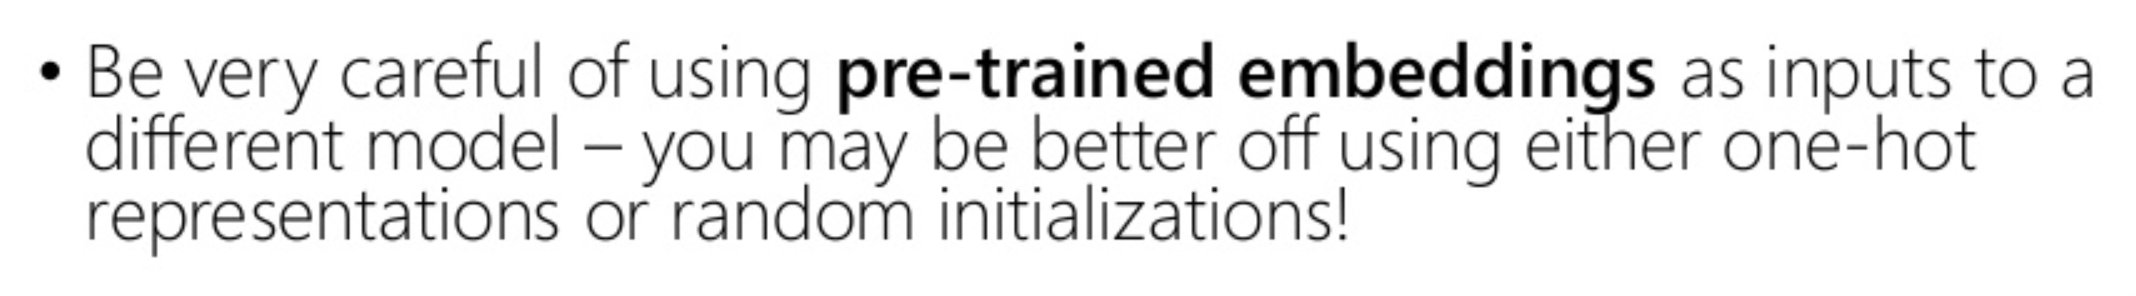 • Be very careful of using pre-trained embeddings as inputs to a
different model – you may be better off using either one-hot
representations or random initializations!